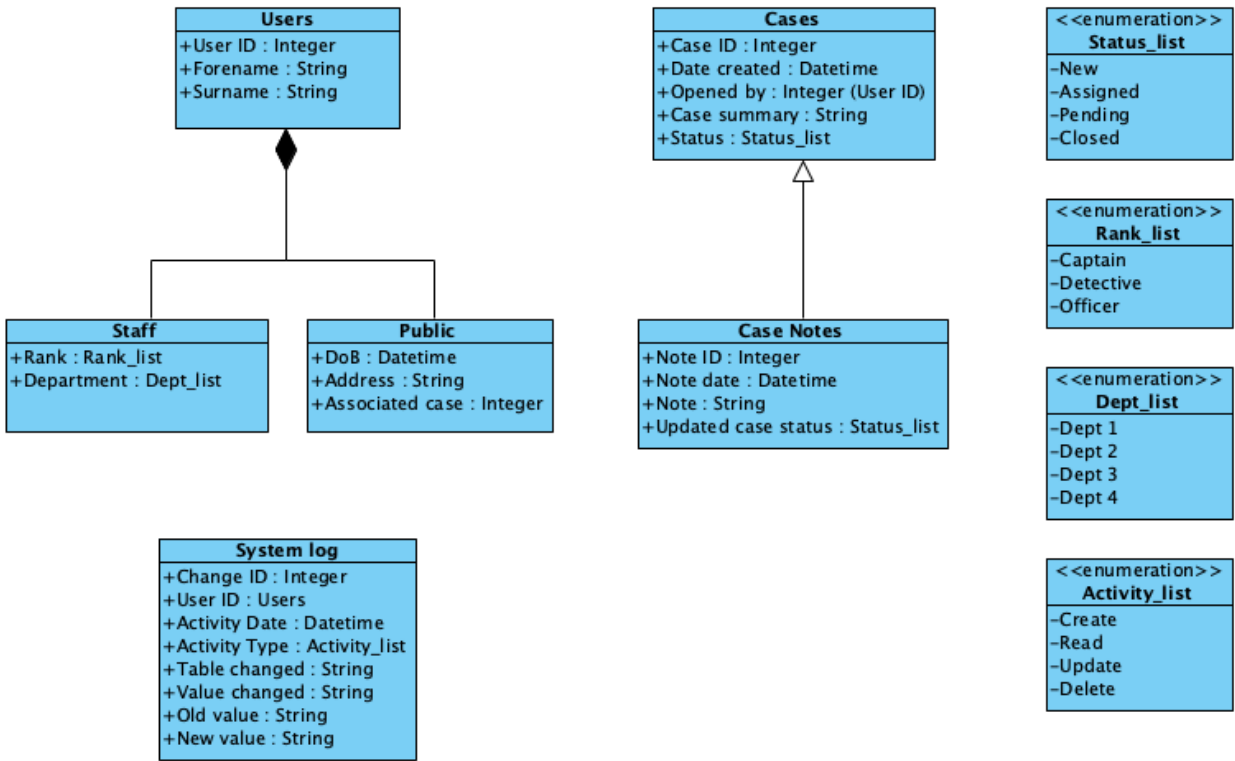 Users
+User ID : Integer
+Forename : String
+Surname : String
Cases
+Case ID : Integer
+Date created : Datetime
+Opened by : Integer (User ID)
+Case summary : String
+Status : Status_list
<<enumeration>>
Status_list
-New
-Assigned
-Pending
-Closed
<<enumeration>>
Rank_list
-Captain
-Detective
-Officer
Staff
+Rank : Rank_list
+Department : Dept_list
Public
+DoB : Datetime
+Address : String
+Associated case : Integer
Case Notes
+Note ID : Integer
+Note date : Datetime
+Note : String
+Updated case status : Status_list
<<enumeration>>
Dept_list
-Dept 1
-Dept 2
-Dept 3
-Dept 4
System log
+Change ID : Integer
+User ID : Users
+Activity Date : Datetime
+Activity Type : Activity_list
+Table changed : String
+Value changed : String
+Old value : String
+New value : String
<<enumeration>>
Activity_list
-Create
-Read
-Update
-Delete